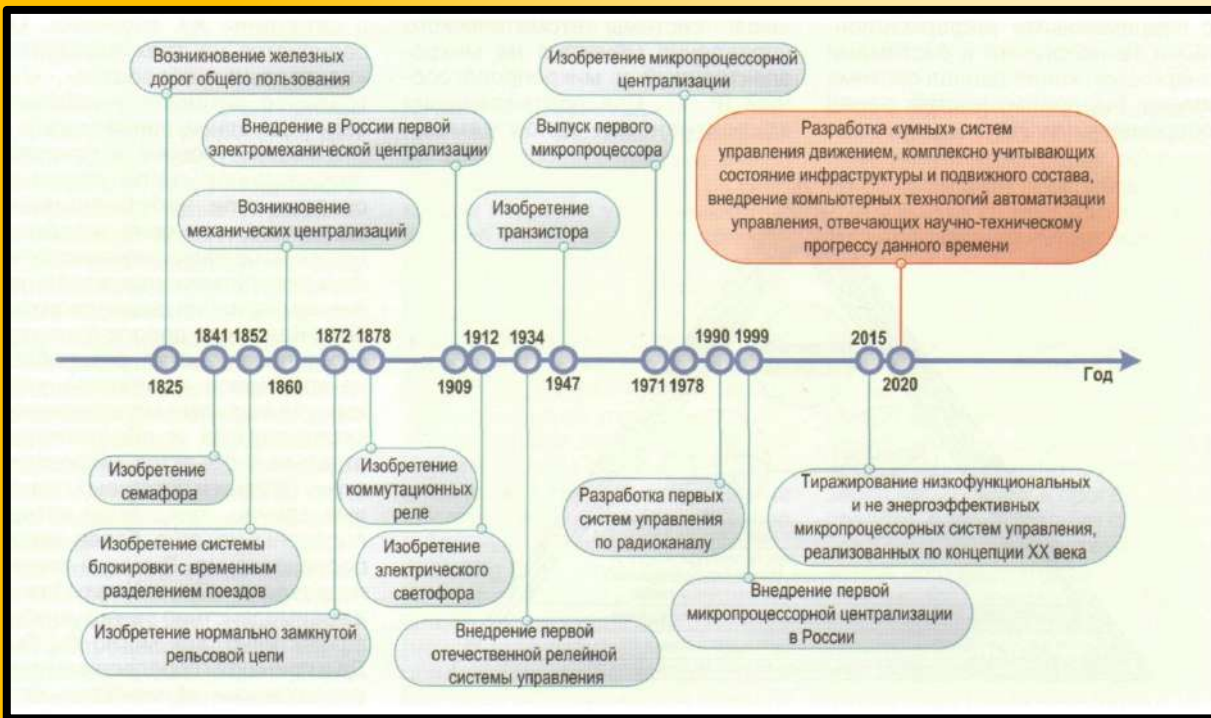 Возникновение железных
дорог общего пользования
Внедрение в России первой
электромеханической централизации
Возникновение
механических централизаций
Изобретение микропроцессорной
централизации
Выпуск первого
микропроцессора
Изобретение
транзистора
Разработка «умных» систем
управления движением, комплексно учитывающих
состояние инфраструктуры и подвижного состава,
внедрение компьютерных технологий автоматизации
управления, отвечающих научно-техническому
прогрессу данного времени
1841 1852 1872 1878 1912 1934 1990 1999 2015
1825 1860 1909 1947 1971 1978 2020
Год
Изобретение
семафора
Изобретение системы
блокировки с временным
разделением поездов
Изобретение нормально замкнутой
рельсовой цепи
Изобретение
коммутационных
реле
Изобретение
электрического
светофора
Внедрение первой
отечественной релейной
системы управления
Разработка первых
систем управления
по радиоканалу
Внедрение первой
микропроцессорной централизации
в России
Тиражирование низкофункциональных
и не энергоэффективных
микропроцессорных систем управления,
реализованных по концепции XX века